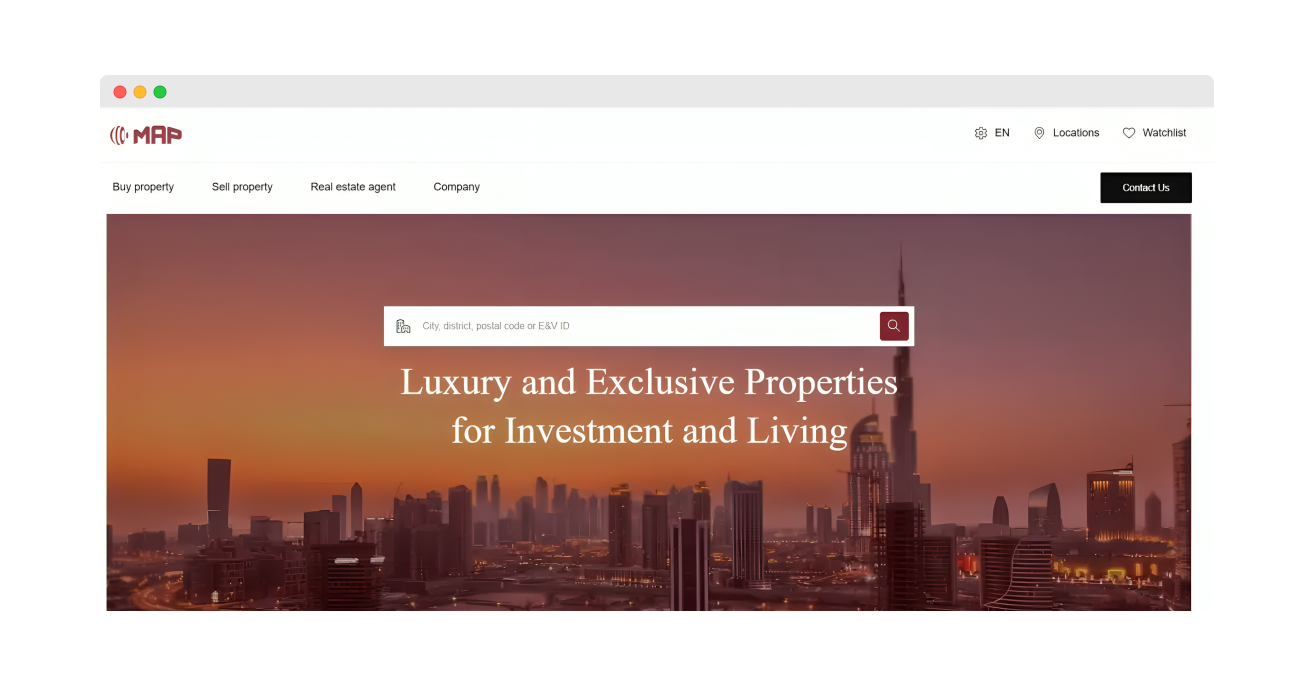 MAP
EN
Locations
Watchlist
Buy property
Sell property
Real estate agent
Company
Contact Us
City, district, postal code or E&V ID
Luxury and Exclusive Properties
for Investment and Living